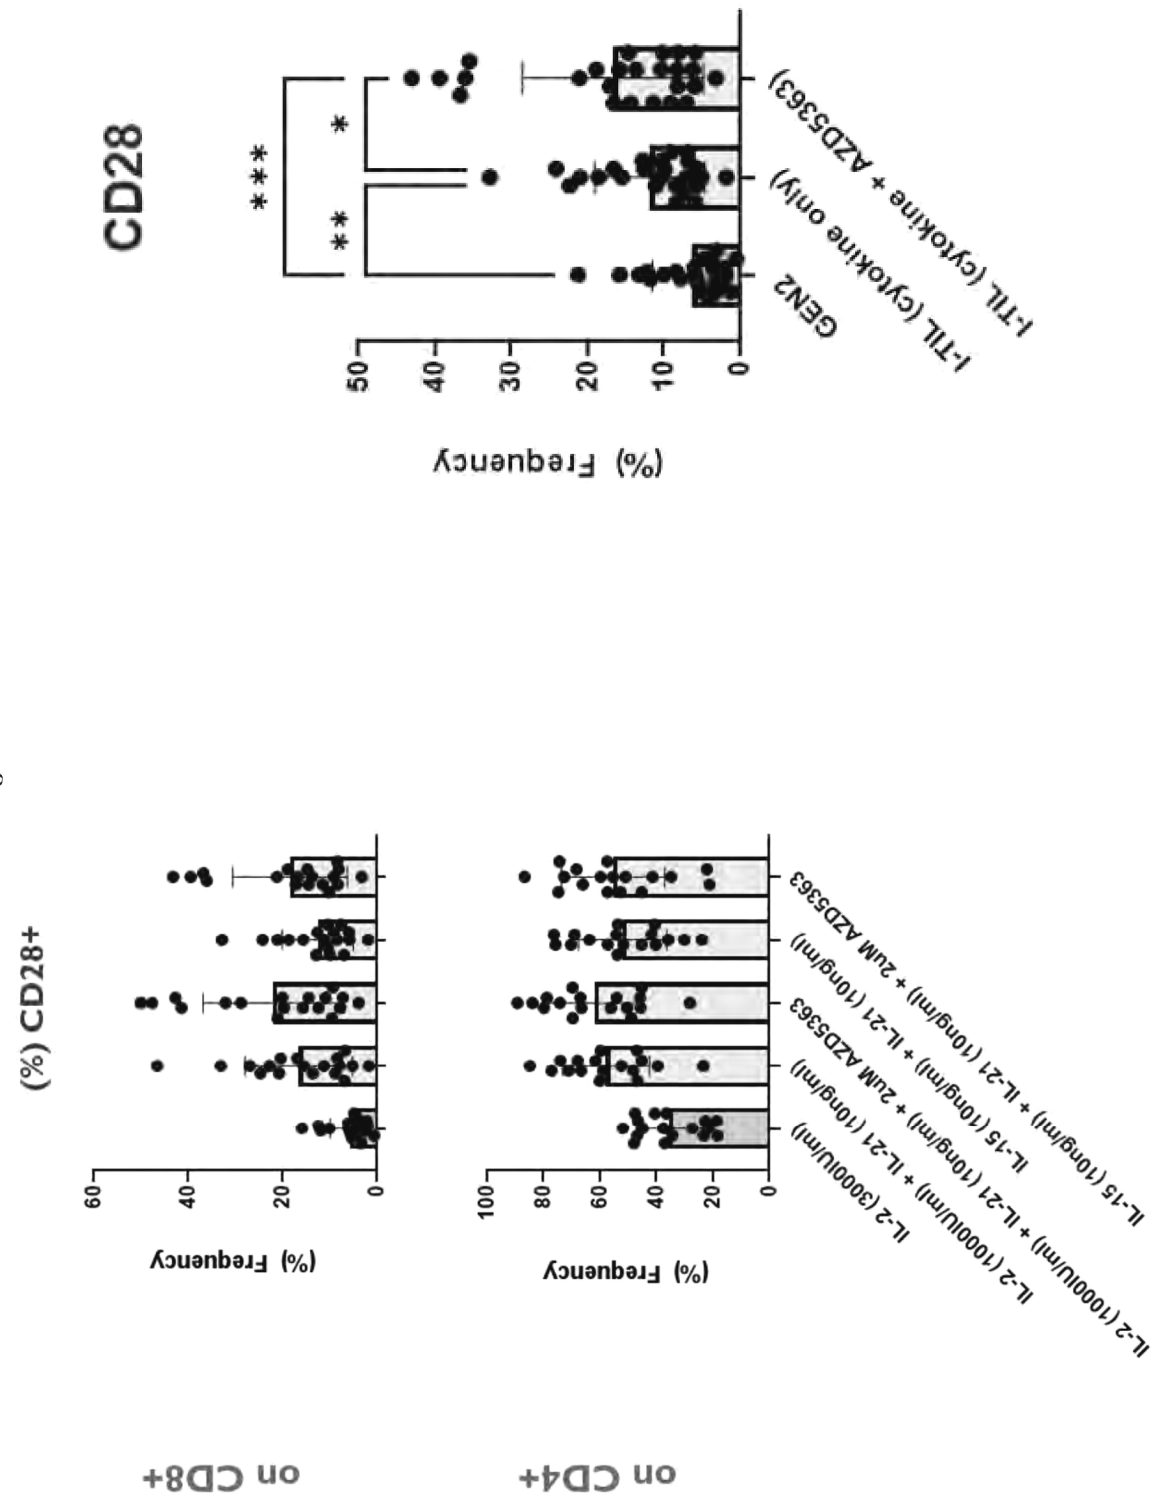 (%) CD28+
on CD8+
(%) Frequency
60
40
20
0
on CD4+
(%) Frequency
100
80
60
40
20
0
IL-2 (3000IU/ml)
IL-2 (1000IU/ml) + IL-21 (10ng/ml)
IL-2 (1000IU/ml) + IL-21 (10ng/ml) + 2uM AZD5363
IL-15 (10ng/ml) + IL-21 (10ng/ml)
IL-15 (10ng/ml) + IL-21 (10ng/ml) + 2uM AZD5363
CD28
***
**
*
(%) Frequency
50
40
30
20
10
0
GEN2
I-TIL (cytokine only)
I-TIL (cytokine + AZD5363)